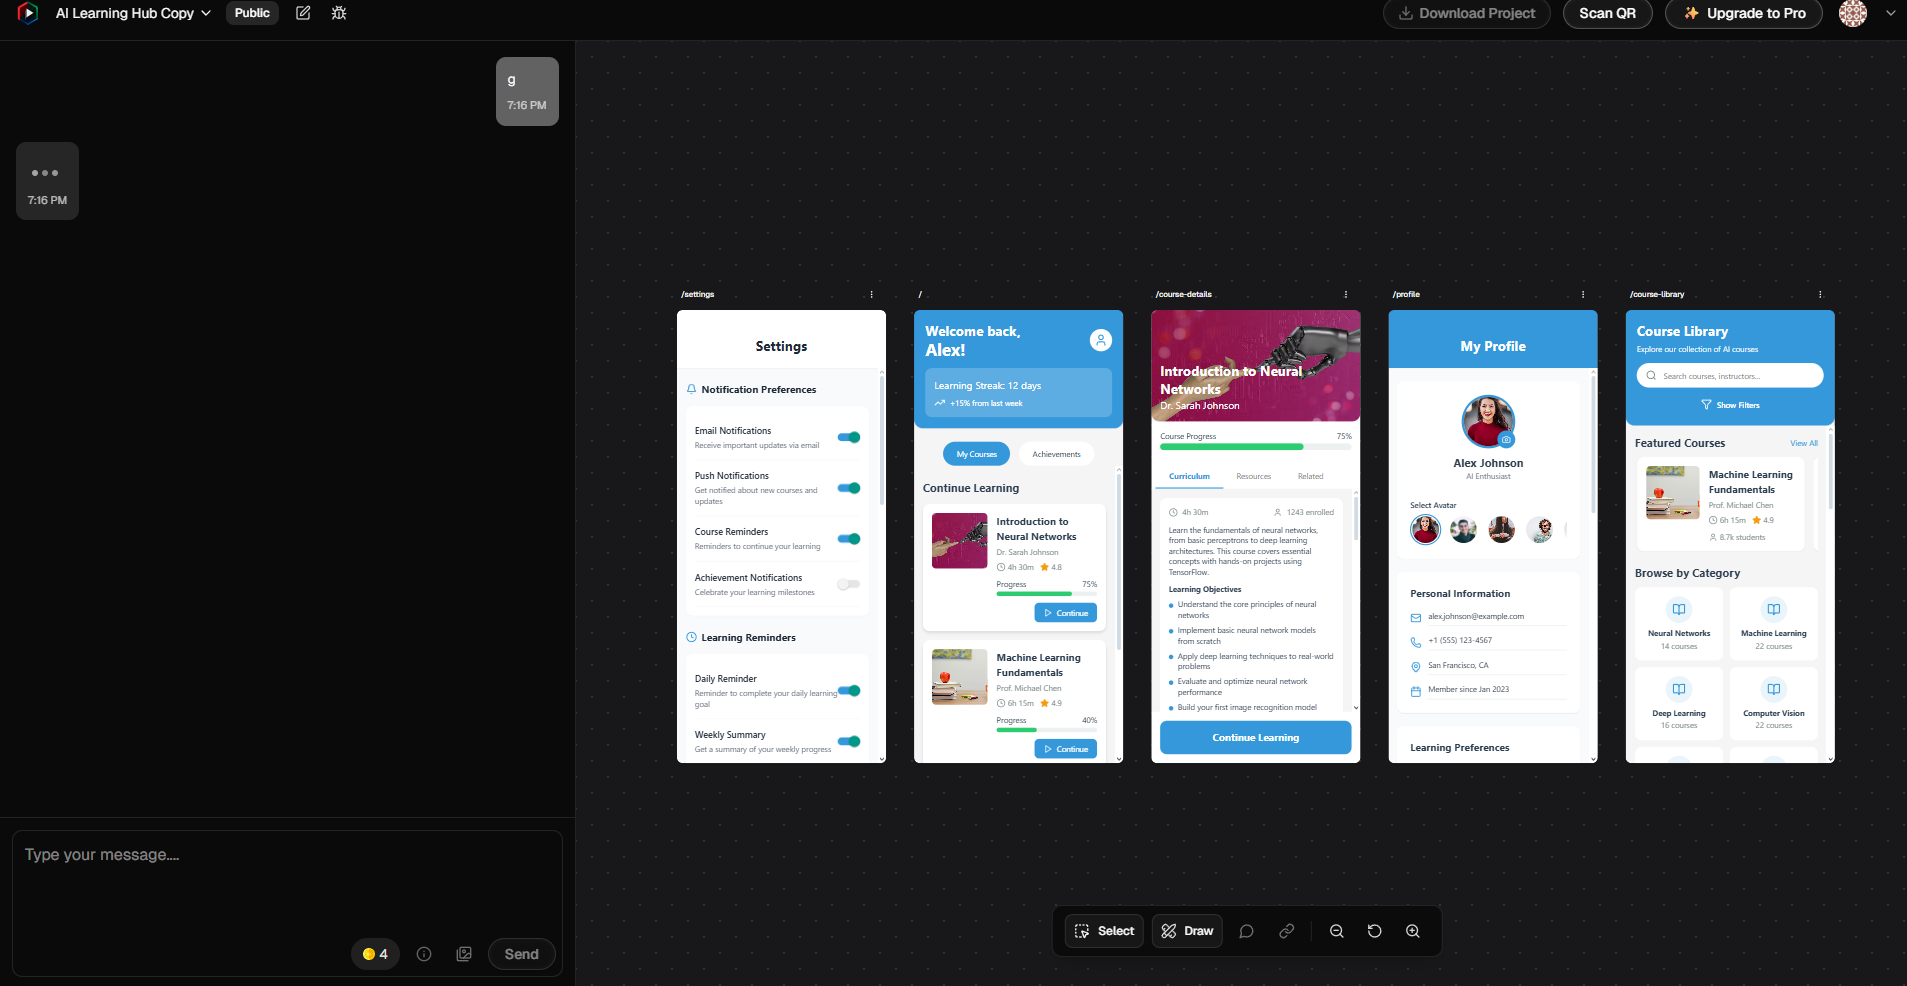 AI Learning Hub Copy
Public
Download Project
Scan QR
Upgrade to Pro
g
7:16 PM
7:16 PM
/settings
Settings
Notification Preferences
Email Notifications
Receive important updates via email
Push Notifications
Get notified about new courses and
updates
Course Reminders
Reminders to continue your learning
Achievement Notifications
Celebrate your learning milestones
Learning Reminders
Daily Reminder
Reminder to complete your daily learning
goal
Weekly Summary
Get a summary of your weekly progress
/
Welcome back,
Alex!
Learning Streak: 12 days
+15% from last week
My Courses
Achievements
Continue Learning
Introduction to
Neural Networks
Dr. Sarah Johnson
4h 30m
4.8
Progress
75%
Continue
Machine Learning
Fundamentals
Prof. Michael Chen
6h 15m
4.9
Progress
40%
Continue
/course-details
Introduction to Neural
Networks
Dr. Sarah Johnson
Course Progress
75%
Curriculum
Resources
Related
4h 30m
1243 enrolled
Learn the fundamentals of neural networks,
from basic perceptrons to deep learning
architectures. This course covers essential
concepts with hands-on projects using
TensorFlow.
Learning Objectives
Understand the core principles of neural
networks
Implement basic neural network models
from scratch
Apply deep learning techniques to real-world
problems
Evaluate and optimize neural network
performance
Build your first image recognition model
Continue Learning
/profile
My Profile
Alex Johnson
AI Enthusiast
Select Avatar
Personal Information
alex.johnson@example.com
+1 (555) 123-4567
San Francisco, CA
Member since Jan 2023
Learning Preferences
/course-library
Course Library
Explore our collection of AI courses
Search courses, instructors...
Show Filters
Featured Courses
View All
Machine Learning
Fundamentals
Prof. Michael Chen
6h 15m
4.9
8.7k students
Browse by Category
Neural Networks
14 courses
Machine Learning
22 courses
Deep Learning
16 courses
Computer Vision
22 courses
Type your message....
4
Send
Select
Draw